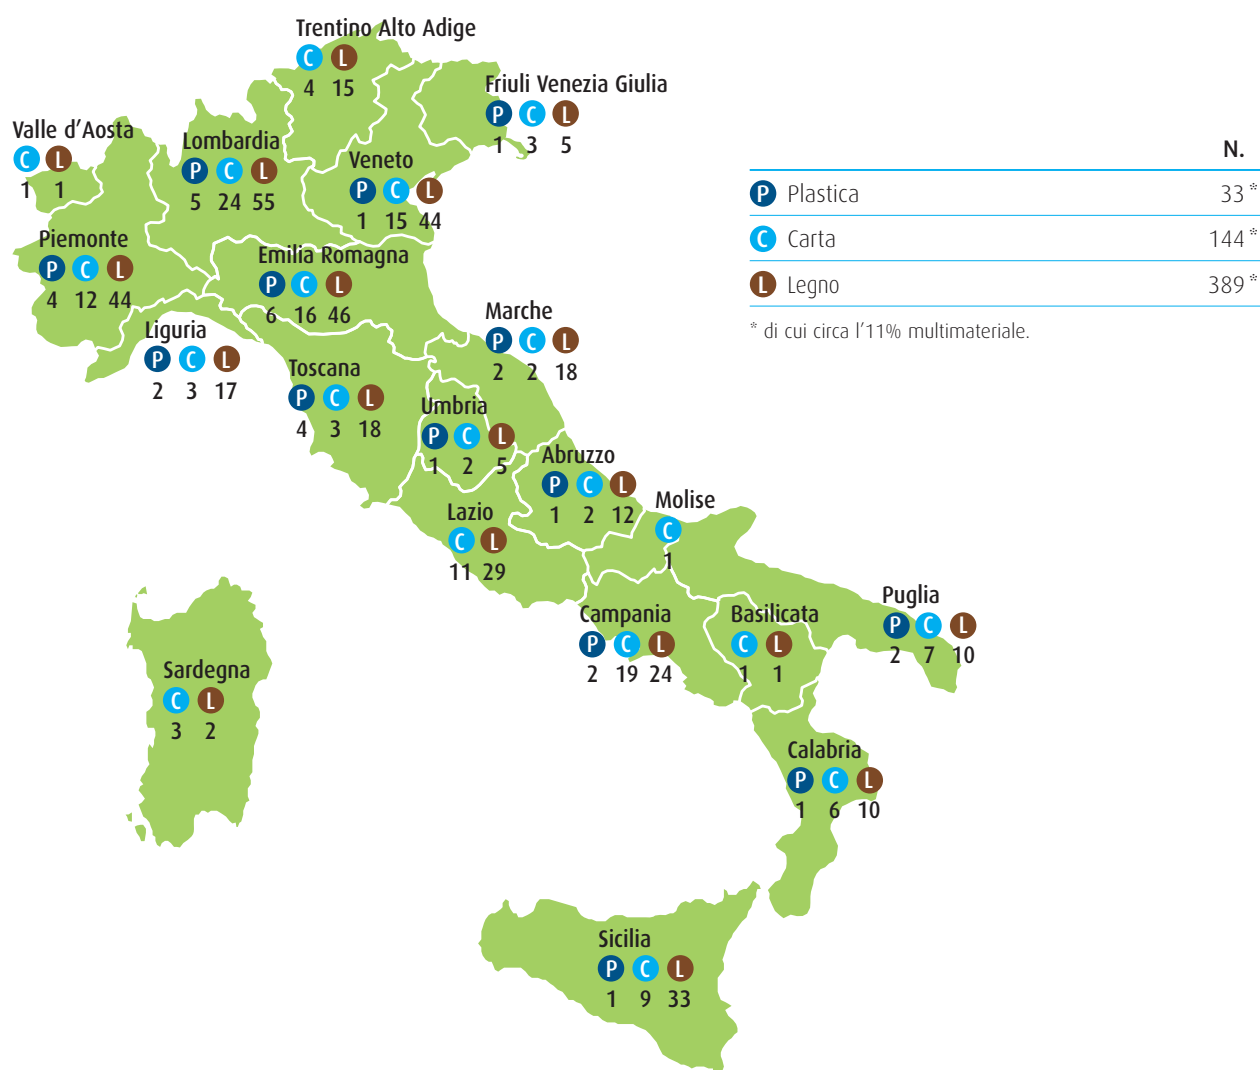 Trentino Alto Adige
C L
4 15
Friuli Venezia Giulia
P C L
1 3 5
Valle d'Aosta
C L
1 1
Lombardia
P C L
5 24 55
Veneto
P C L
1 15 44
Piemonte
P C L
4 12 44
Emilia Romagna
P C L
6 16 46
Liguria
P C L
2 3 17
Marche
P C L
2 2 18
Toscana
P C L
4 3 18
Umbria
P C L
1 2 5
Abruzzo
P C L
1 2 12
Lazio
C L
11 29
Molise
C
1
Campania
P C L
2 19 24
Basilicata
C L
1 1
Puglia
P C L
2 7 10
Sardegna
C L
3 2
Calabria
P C L
1 6 10
Sicilia
P C L
1 9 33
N.
P Plastica 33*
C Carta 144*
L Legno 389*
* di cui circa l'11% multimateriale.